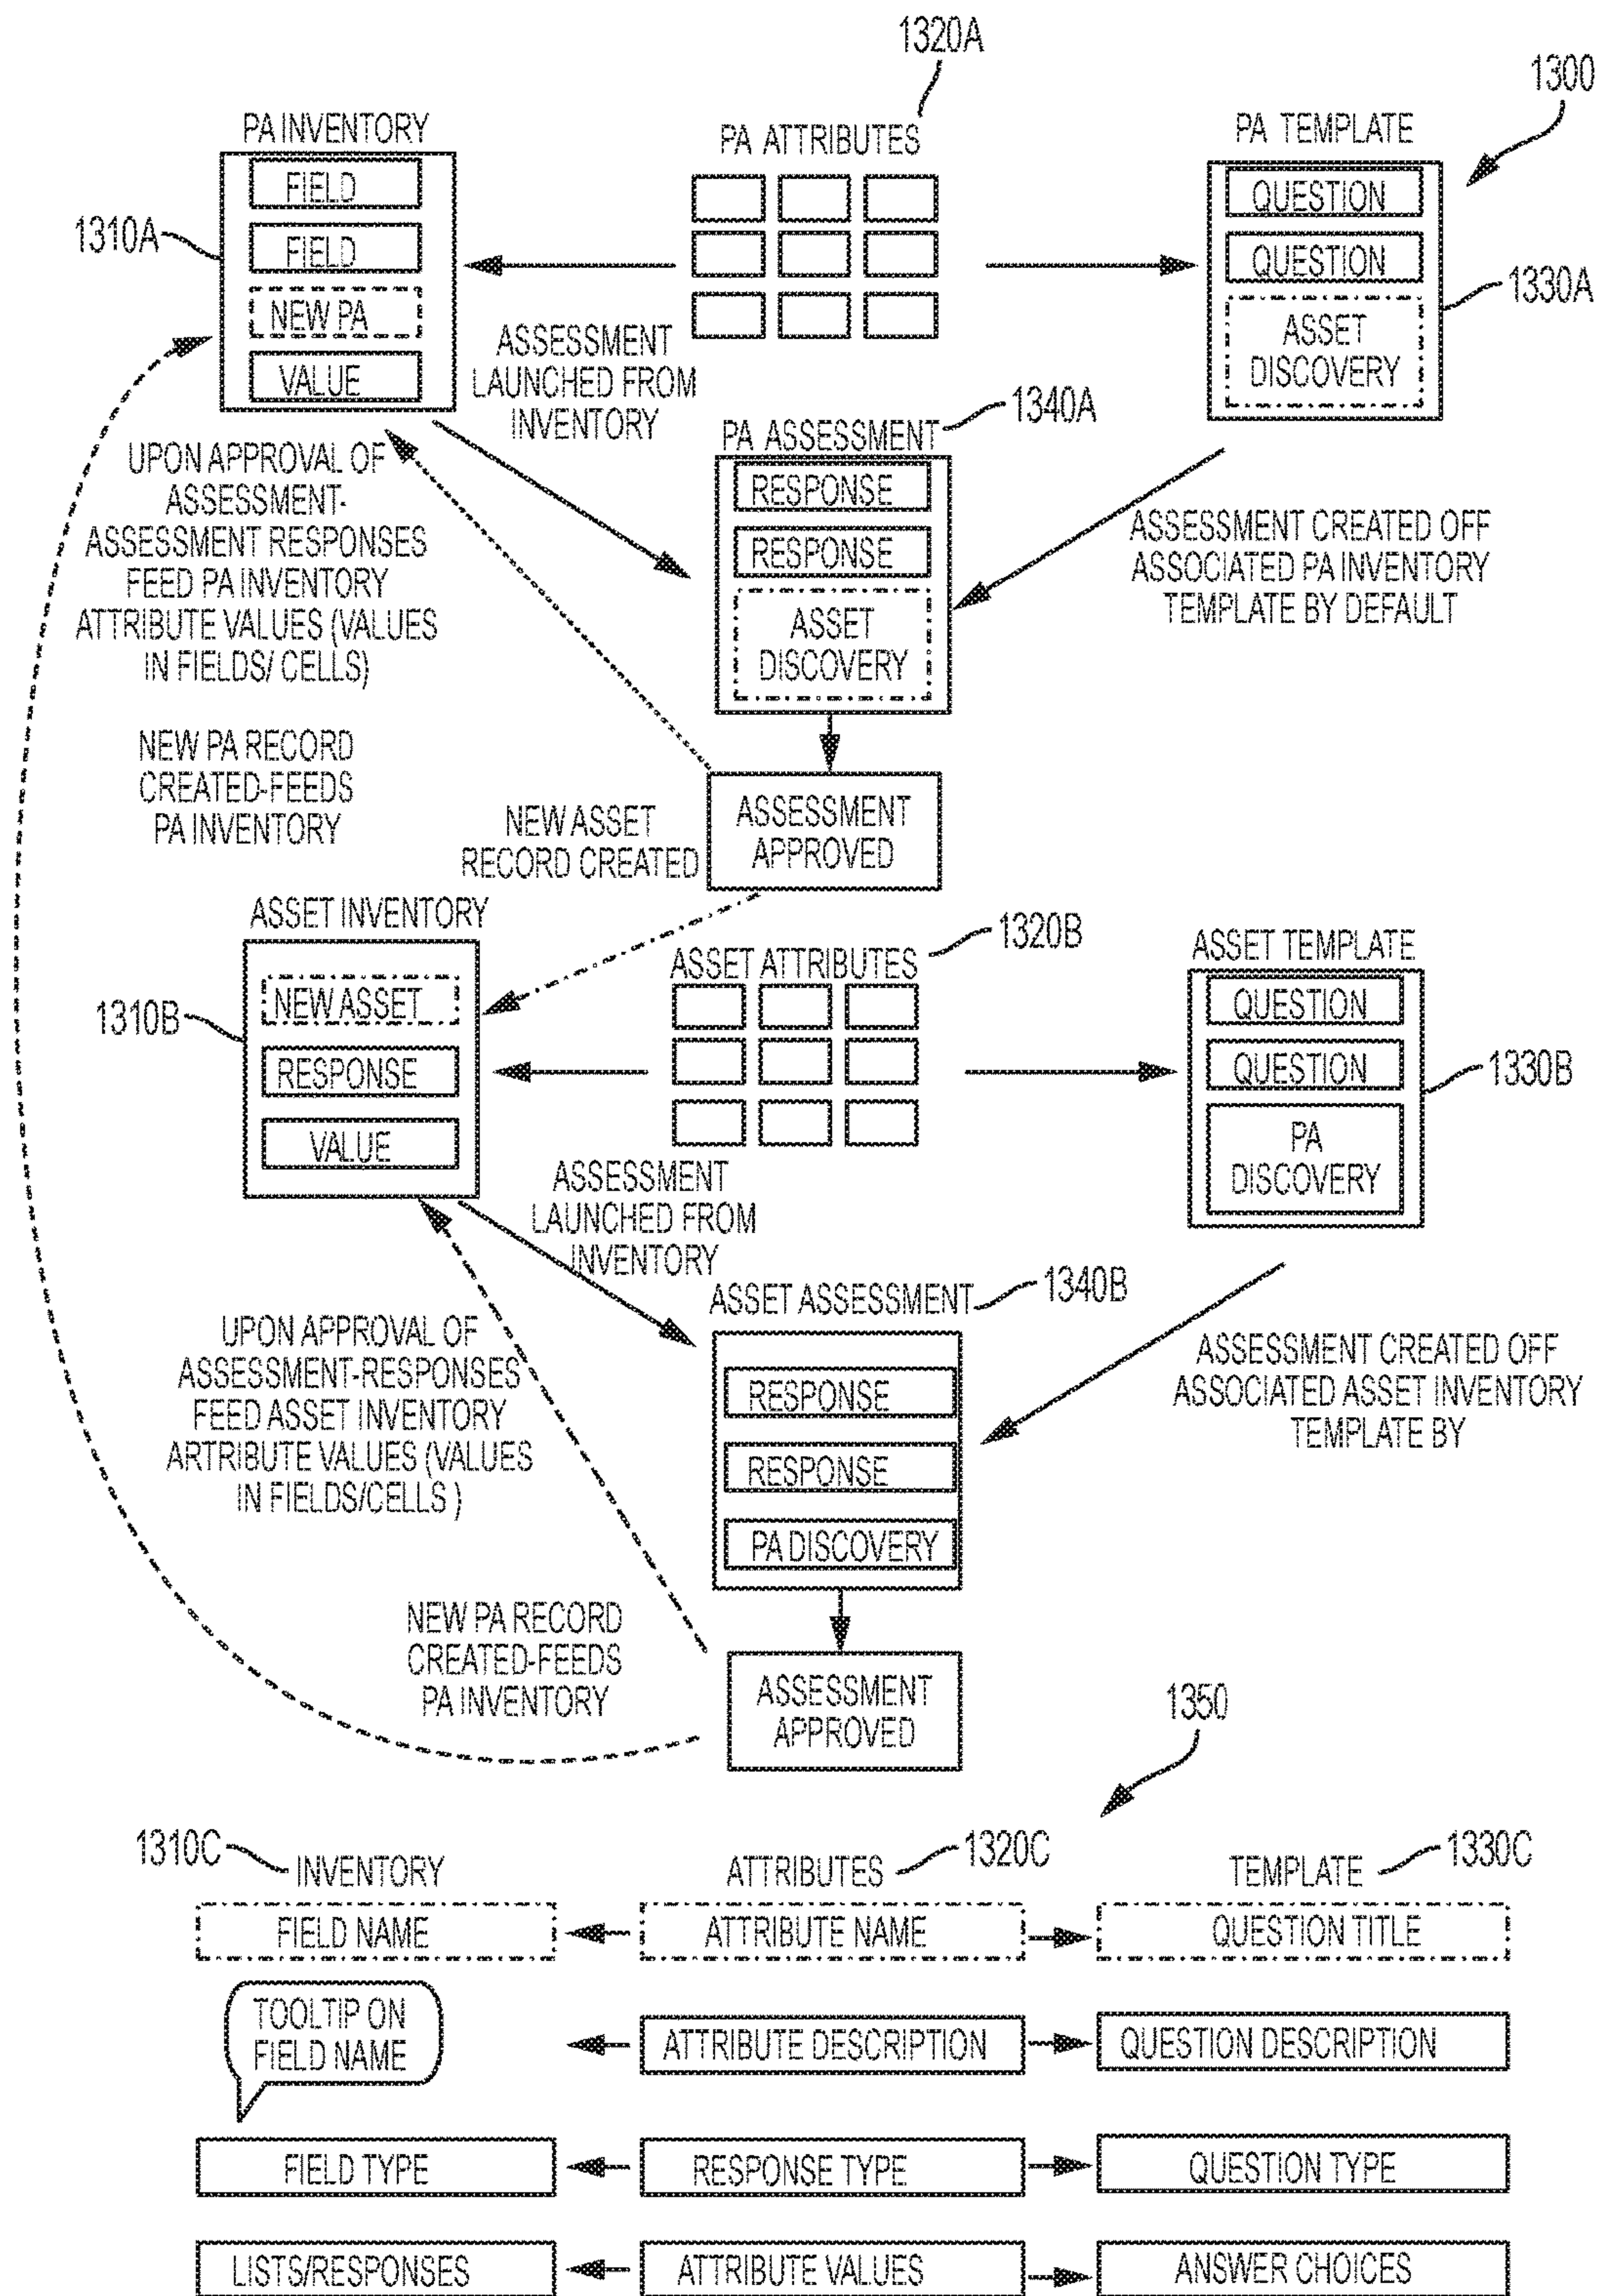 1320A
1300
PA INVENTORY
PA ATTRIBUTES
PA TEMPLATE
FIELD
FIELD
NEW PA
VALUE
1310A
QUESTION
QUESTION
ASSET
DISCOVERY
1330A
ASSESSMENT
LAUNCHED FROM
INVENTORY
1340A
PA ASSESSMENT
RESPONSE
RESPONSE
ASSET
DISCOVERY
UPON APPROVAL OF
ASSESSMENT-
ASSESSMENT RESPONSES
FEED PA INVENTORY
ATTRIBUTE VALUES (VALUES
IN FIELDS/ CELLS)
ASSESSMENT CREATED OFF
ASSOCIATED PA INVENTORY
TEMPLATE BY DEFAULT
NEW PA RECORD
CREATED-FEEDS
PA INVENTORY
NEW ASSET
RECORD CREATED
ASSESSMENT
APPROVED
ASSET INVENTORY
1320B
ASSET ATTRIBUTES
ASSET TEMPLATE
NEW ASSET
RESPONSE
VALUE
1310B
QUESTION
QUESTION
PA
DISCOVERY
1330B
ASSESSMENT
LAUNCHED FROM
INVENTORY
1340B
ASSET ASSESSMENT
RESPONSE
RESPONSE
PA DISCOVERY
UPON APPROVAL OF
ASSESSMENT-RESPONSES
FEED ASSET INVENTORY
ARTRIBUTE VALUES (VALUES
IN FIELDS/CELLS )
ASSESSMENT CREATED OFF
ASSOCIATED ASSET INVENTORY
TEMPLATE BY
NEW PA RECORD
CREATED-FEEDS
PA INVENTORY
ASSESSMENT
APPROVED
1350
1310C
INVENTORY
ATTRIBUTES
1320C
TEMPLATE
1330C
FIELD NAME
ATTRIBUTE NAME
QUESTION TITLE
TOOLTIP ON
FIELD NAME
ATTRIBUTE DESCRIPTION
QUESTION DESCRIPTION
FIELD TYPE
RESPONSE TYPE
QUESTION TYPE
LISTS/RESPONSES
ATTRIBUTE VALUES
ANSWER CHOICES